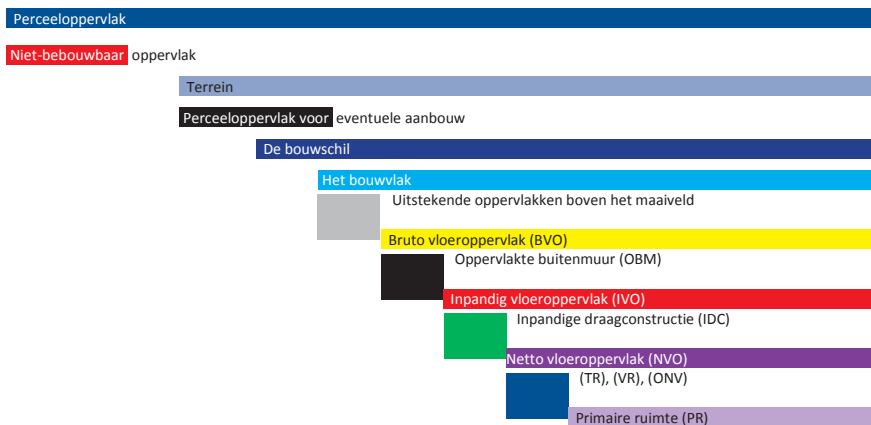 Perceeloppervlak
Niet-bebouwbaar oppervlak
Terrein
Perceeloppervlak voor eventuele aanbouw
De bouwschil
Het bouwvlak
Uitstekende oppervlakken boven het maaiveld
Bruto vloeroppervlak (BVO)
Oppervlakte buitenmuur (OBM)
Inpandig vloeroppervlak (IVO)
Inpandige draagconstructie (IDC)
Netto vloeroppervlak (NVO)
(TR), (VR), (ONV)
Primaire ruimte (PR)